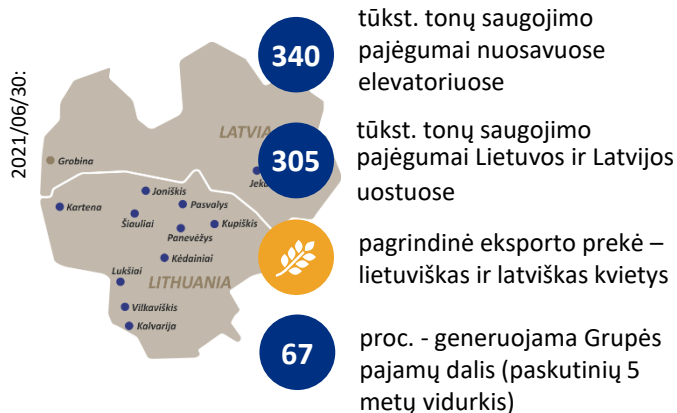 2021/06/30:
340
tūkst. tonų saugojimo
pajėgumai nuosavuose
elevatoriuose
305
tūkst. tonų saugojimo
pajėgumai Lietuvos ir Latvijos
uostuose
pagrindinė eksporto prekė –
lietuviškas ir latviškas kvietys
67
proc. - generuojama Grupės
pajamų dalis (paskutinių 5
metų vidurkis)
LATVIA
Grobina
Joniškis
Kartena
Pasvalys
Šiauliai
Kupiškis
Panevėžys
Kėdainiai
Lukšiai
LITHUANIA
Vilkaviškis
Kalvarija